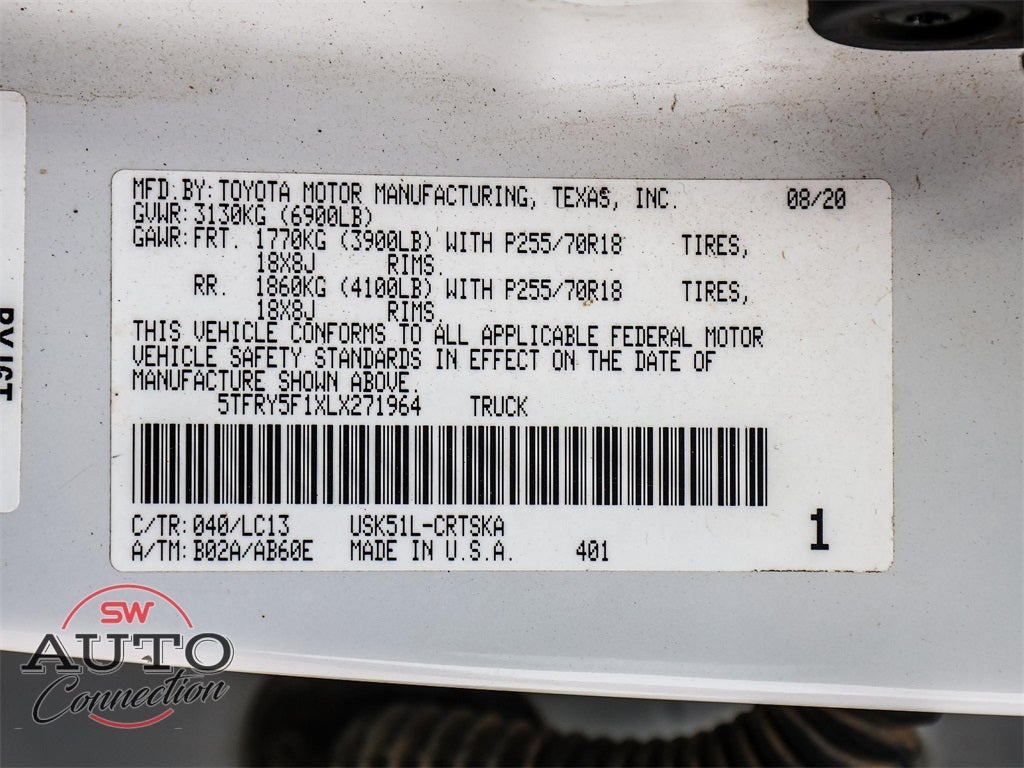 MFD.BY: TOYOTA MOTOR MANUFACTURING, TEXAS, INC. 08/20
GVWR: 3130KG (6900LB)
GAWR: FRT. 1770KG (3900LB) WITH P255/70R18 TIRES,
18X8J RIMS.
RR. 1860KG (4100LB) WITH P255/70R18 TIRES,
18X8J RIMS.
THIS VEHICLE CONFORMS TO ALL APPLICABLE FEDERAL MOTOR
VEHICLE SAFETY STANDARDS IN EFFECT ON THE DATE OF
MANUFACTURE SHOWN ABOVE.
5TFRY5F1XLX271964 TRUCK
C/TR: 040/LC13 USK51L-CRTSKA
A/TM: B02A/AB60E MADE IN U.S.A. 401
1
SW
AUTO
Connection